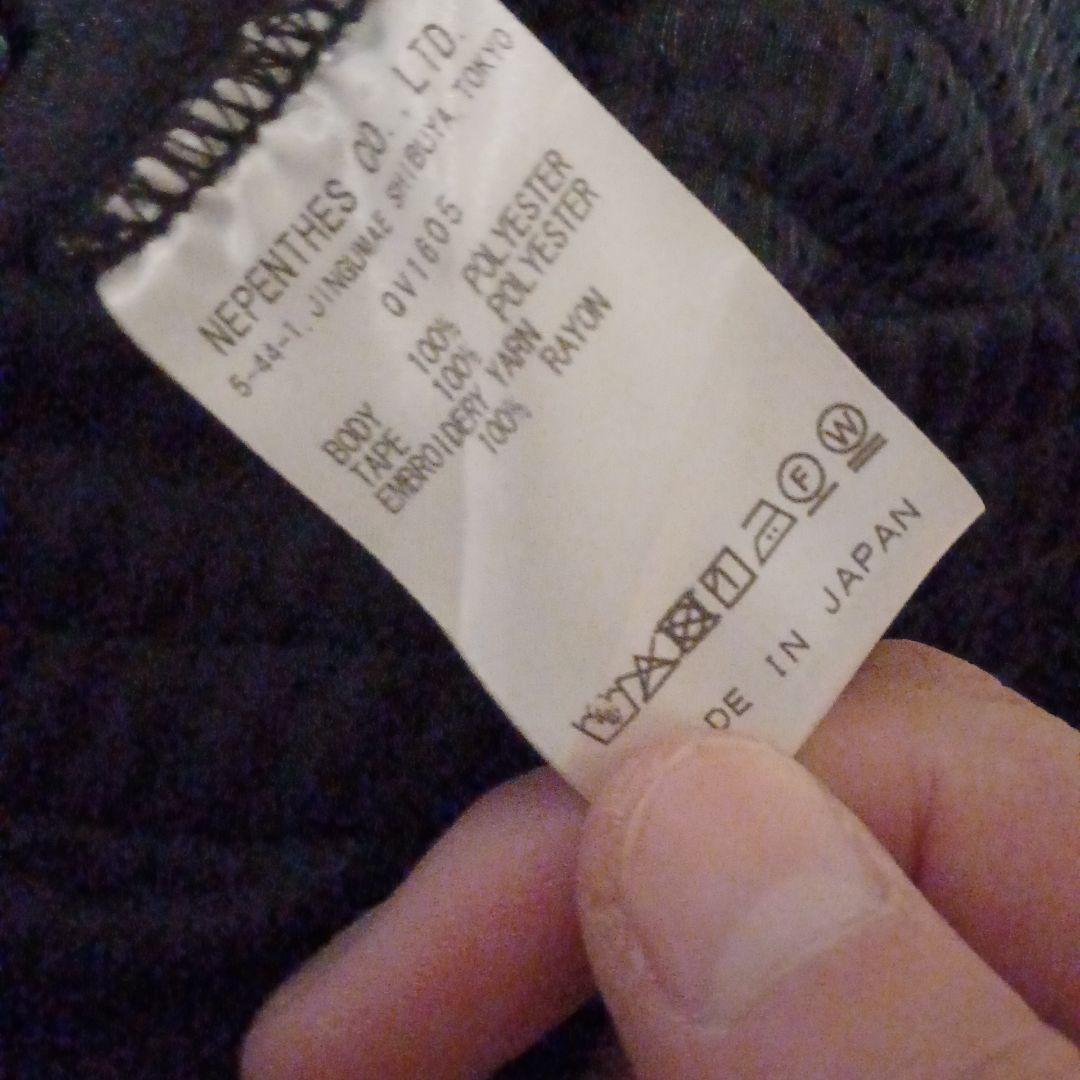 NEPENTHES CO., LTD.
5-44-1, JINGUMAE SHIBUYA TOKYO
OV1605
BODY 100% POLYESTER
TAPE 100% POLYESTER
EMBROIDERY YARN
100% RAYON
F
W
DE IN JAPAN